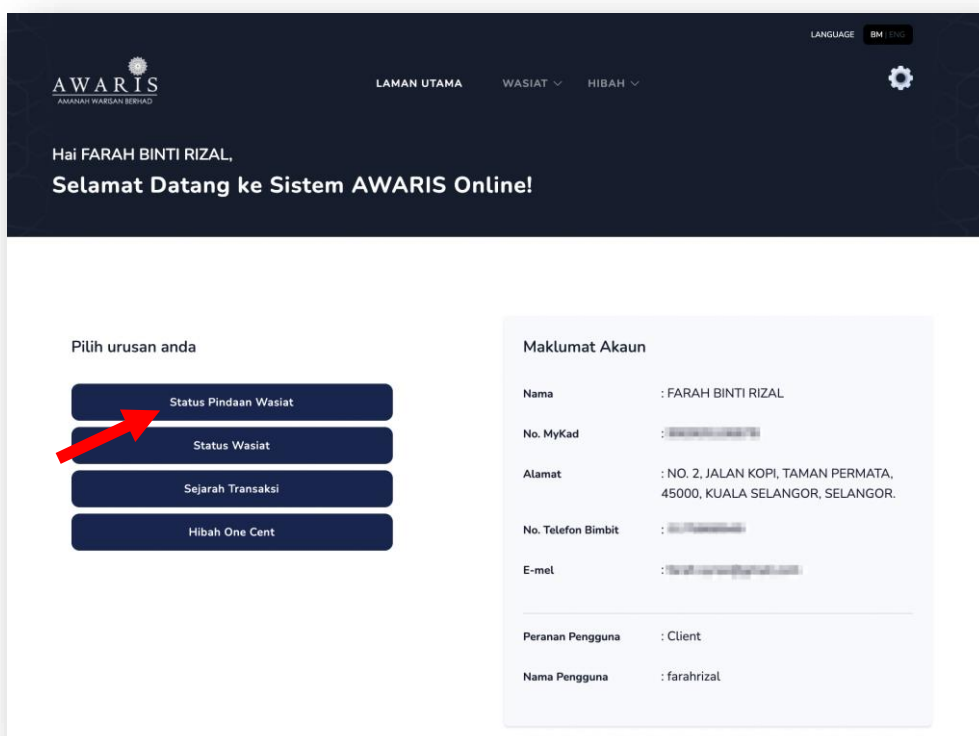 LANGUAGE BM | ENG
AWARIS
AMANAH WARISAN BERHAD
LAMAN UTAMA WASIAT HIBAH
Hai FARAH BINTI RIZAL,
Selamat Datang ke Sistem AWARIS Online!
Pilih urusan anda
Status Pindaan Wasiat
Status Wasiat
Sejarah Transaksi
Hibah One Cent
Maklumat Akaun
Nama : FARAH BINTI RIZAL
No. MyKad :
Alamat : NO. 2, JALAN KOPI, TAMAN PERMATA,
45000, KUALA SELANGOR, SELANGOR.
No. Telefon Bimbit :
E-mel :
Peranan Pengguna : Client
Nama Pengguna : farahrizal